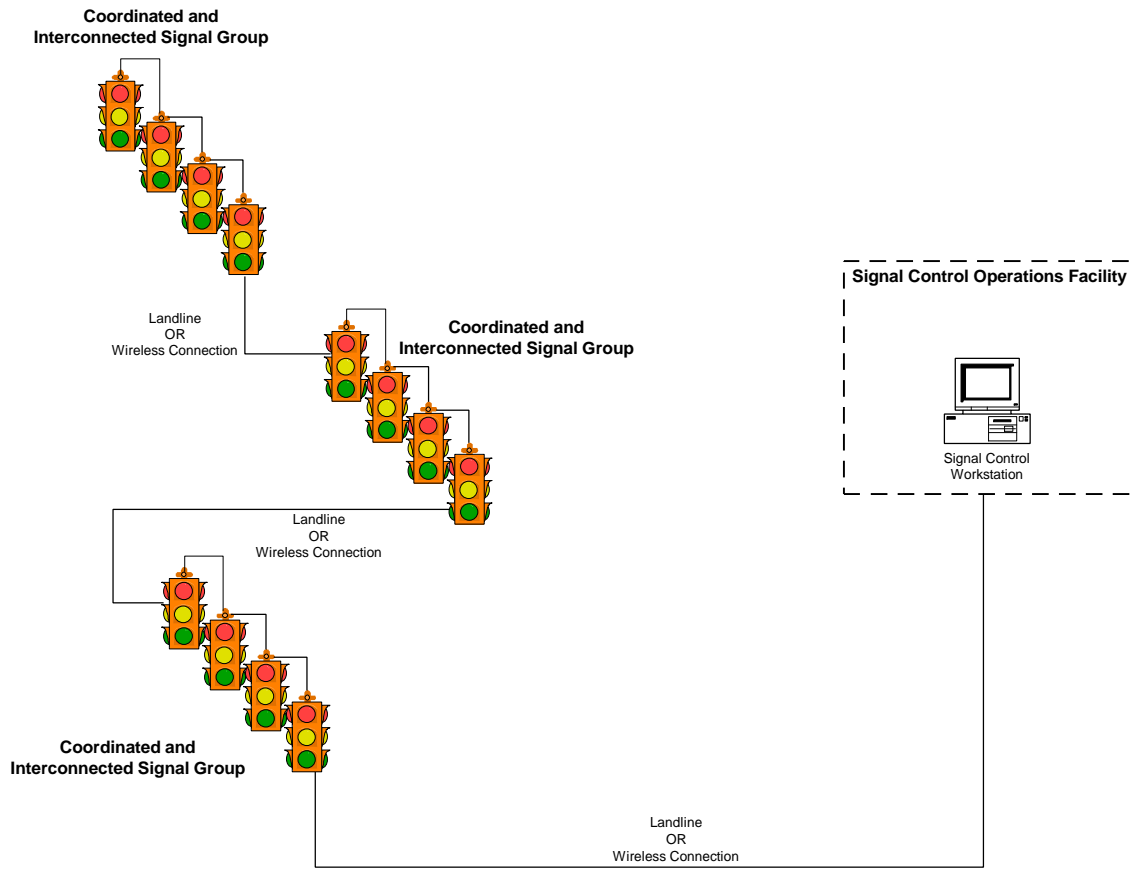 Coordinated and
Interconnected Signal Group
Landline
OR
Wireless Connection
Coordinated and
Interconnected Signal Group
Signal Control Operations Facility
Signal Control
Workstation
Landline
OR
Wireless Connection
Coordinated and
Interconnected Signal Group
Landline
OR
Wireless Connection